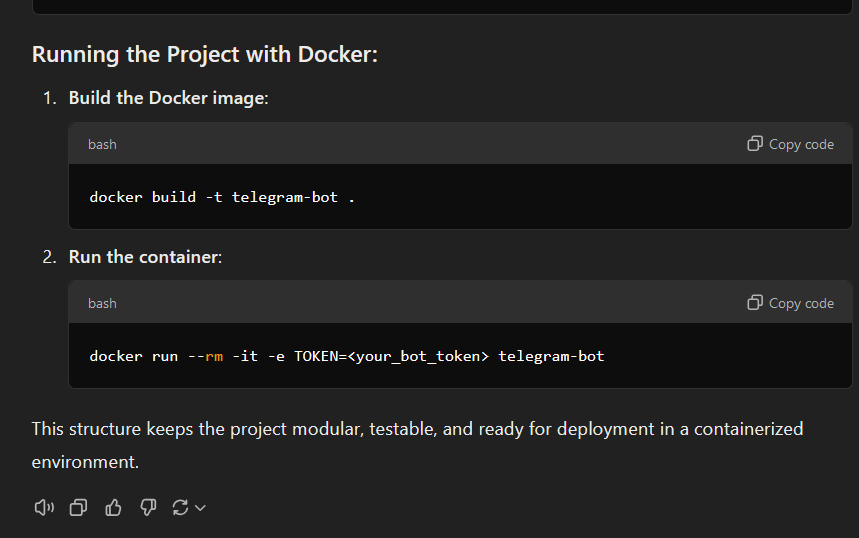 Running the Project with Docker:
1. Build the Docker image:
bash
Copy code
docker build -t telegram-bot .
2. Run the container:
bash
Copy code
docker run --rm -it -e TOKEN=<your_bot_token> telegram-bot
This structure keeps the project modular, testable, and ready for deployment in a containerized
environment.